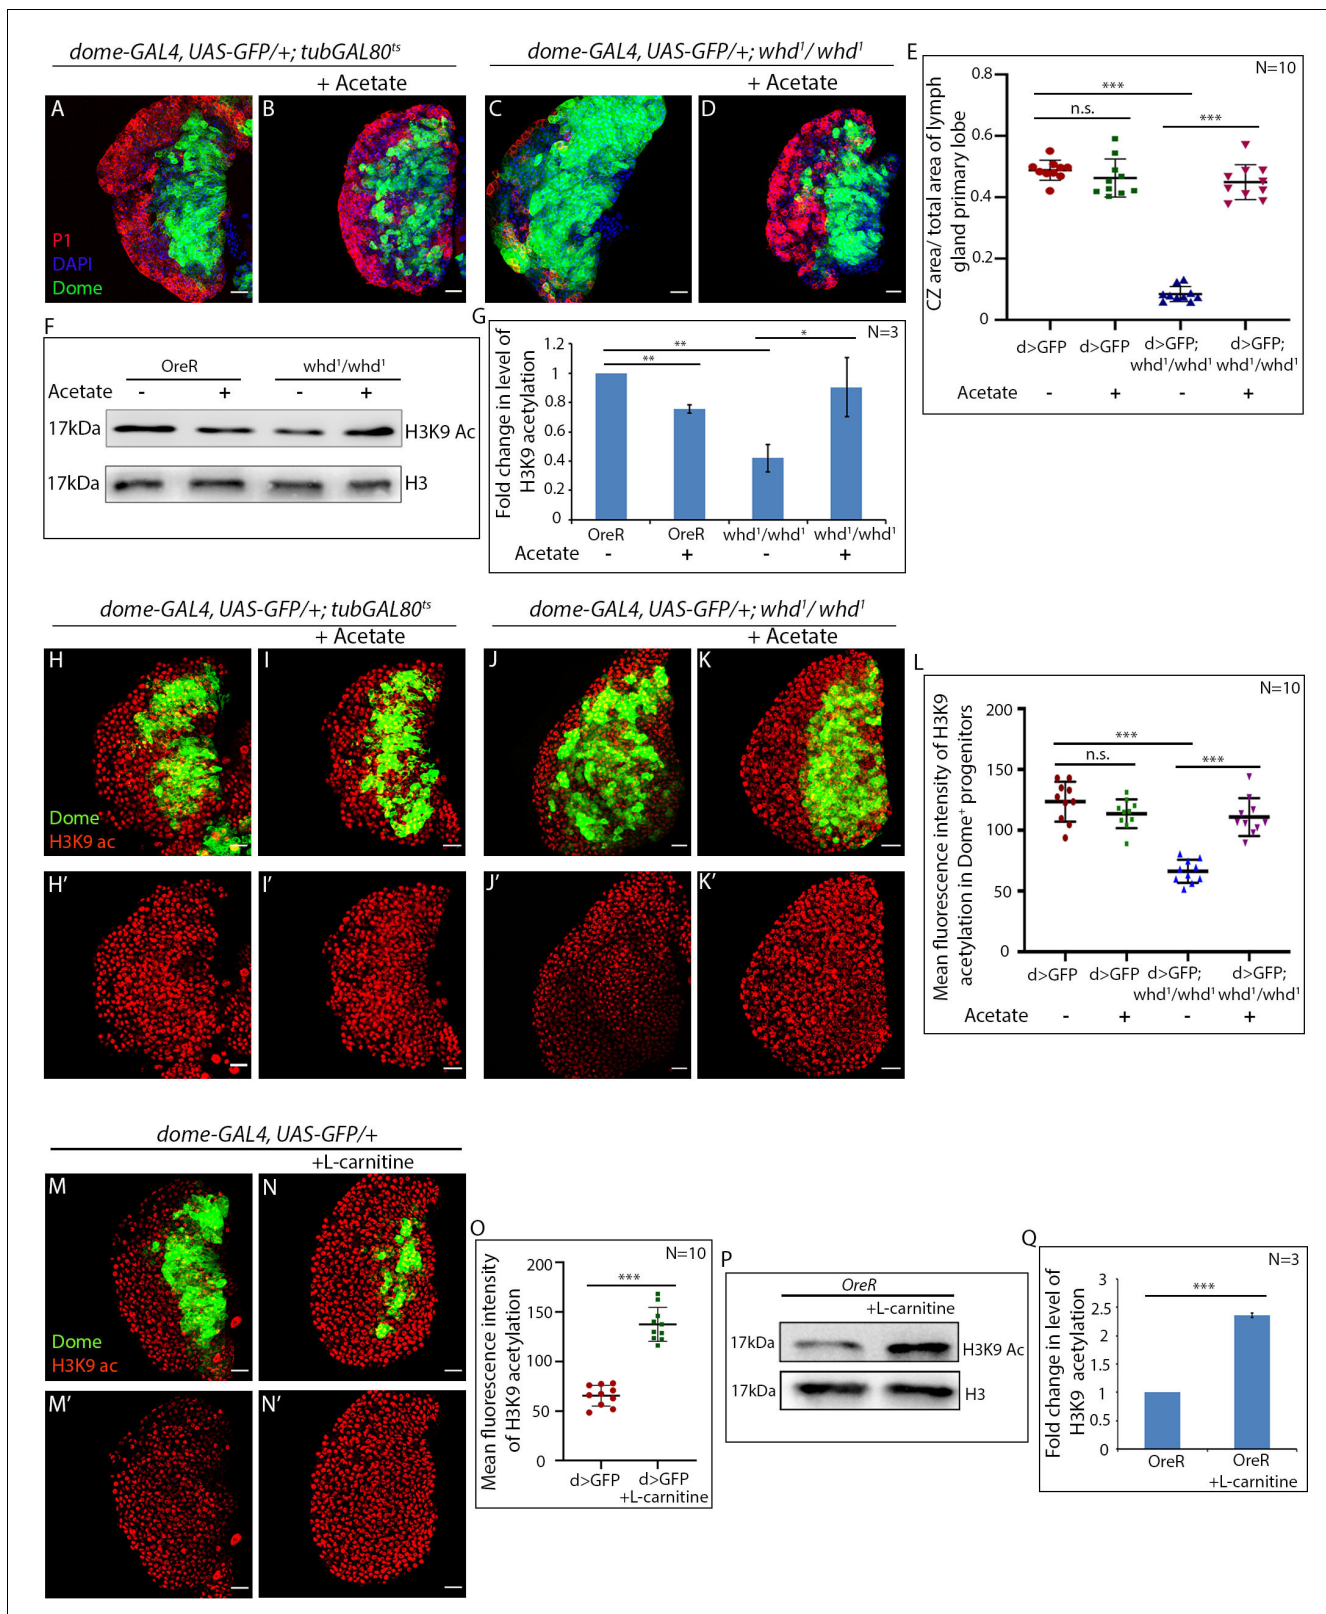 dome-GAL4, UAS-GFP/+; tubGAL80ts
+ Acetate
dome-GAL4, UAS-GFP/+; whd1/whd1
+ Acetate
A
P1
DAPI
Dome
B
C
D
E
N=10
CZ area/ total area of lymph
gland primary lobe
0.8
0.6
0.4
0.2
0
***
n.s.
***
d>GFP
d>GFP
d>GFP;
whd1/whd1
d>GFP;
whd1/whd1
Acetate - + - +
F
OreR
whd1/whd1
Acetate - + - +
17kDa
H3K9 Ac
17kDa
H3
G
N=3
Fold change in level of
H3K9 acetylation
1.2
1
0.8
0.6
0.4
0.2
0
**
**
*
OreR
OreR
whd1/whd1
whd1/whd1
Acetate - + - +
dome-GAL4, UAS-GFP/+; tubGAL80ts
+ Acetate
dome-GAL4, UAS-GFP/+; whd1/whd1
+ Acetate
H
Dome
H3K9 ac
I
J
K
H'
I'
J'
K'
L
N=10
Mean fluorescence intensity of H3K9
acetylation in Dome+ progenitors
200
150
100
50
0
***
n.s.
***
d>GFP
d>GFP
d>GFP;
whd1/whd1
d>GFP;
whd1/whd1
Acetate - + - +
dome-GAL4, UAS-GFP/+
+L-carnitine
M
Dome
H3K9 ac
N
M'
N'
O
N=10
Mean fluorescence intensity
of H3K9 acetylation
200
150
100
50
0
***
d>GFP
d>GFP
+L-carnitine
P
OreR
+L-carnitine
17kDa
H3K9 Ac
17kDa
H3
Q
N=3
Fold change in level of
H3K9 acetylation
3
2.5
2
1.5
1
0.5
0
***
OreR
OreR
+L-carnitine